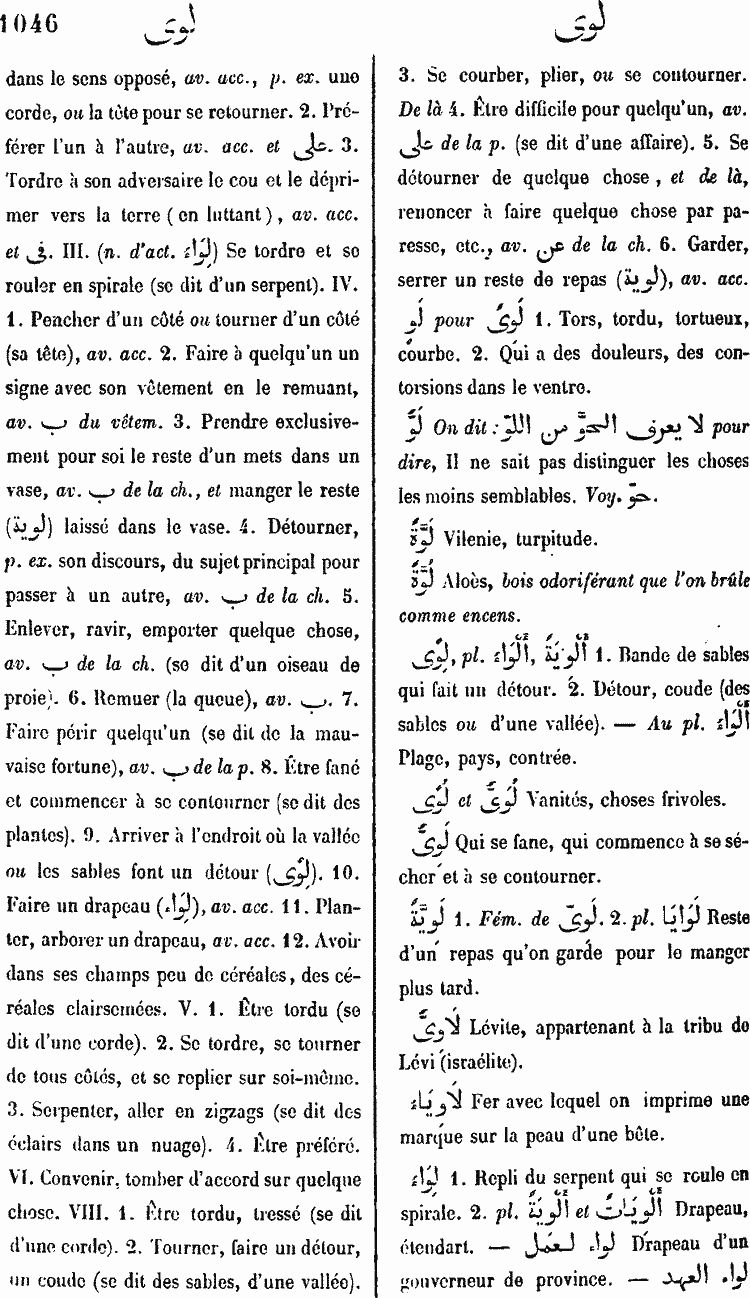 1046 لوى
لوى
dans le sens opposé, av. acc., p. ex. une
corde, ou la tête pour se retourner. 2. Pré-
férer l'un à l'autre, av. acc. et على. 3.
Tordre à son adversaire le cou et le dépri-
mer vers la terre (en luttant), av. acc.
et فى. III. (n. d'act. لِوَاء) Se tordre et se
rouler en spirale (se dit d'un serpent). IV.
1. Pencher d'un côté ou tourner d'un côté
(sa tête), av. acc. 2. Faire à quelqu'un un
signe avec son vêtement en le remuant,
av. ب du vêtem. 3. Prendre exclusive-
ment pour soi le reste d'un mets dans un
vase, av. ب de la ch., et manger le reste
(لوية) laissé dans le vase. 4. Détourner,
p. ex. son discours, du sujet principal pour
passer à un autre, av. ب de la ch. 5.
Enlever, ravir, emporter quelque chose,
av. ب de la ch. (se dit d'un oiseau de
proie). 6. Remuer (la queue), av. ب. 7.
Faire périr quelqu'un (se dit de la mau-
vaise fortune), av. ب de la p. 8. Être fané
et commencer à se contourner (se dit des
plantes). 9. Arriver à l'endroit où la vallée
ou les sables font un détour (لِوًى). 10.
Faire un drapeau (لِوَاء), av. acc. 11. Plan-
ter, arborer un drapeau, av. acc. 12. Avoir
dans ses champs peu de céréales, des cé-
réales clairsemées. V. 1. Être tordu (se
dit d'une corde). 2. Se tordre, se tourner
de tous côtés, et se replier sur soi-même.
3. Serpenter, aller en zigzags (se dit des
éclairs dans un nuage). 4. Être préféré.
VI. Convenir, tomber d'accord sur quelque
chose. VIII. 1. Être tordu, tressé (se dit
d'une corde). 2. Tourner, faire un détour,
un coude (se dit des sables, d'une vallée).
3. Se courber, plier, ou se contourner.
De là 4. Être difficile pour quelqu'un, av.
على de la p. (se dit d'une affaire). 5. Se
détourner de quelque chose, et de là,
renoncer à faire quelque chose par pa-
resse, etc., av. عن de la ch. 6. Garder,
serrer un reste de repas (لوية), av. acc.
لَوٍ pour لَوِىٌ 1. Tors, tordu, tortueux,
courbe. 2. Qui a des douleurs, des con-
torsions dans le ventre.
لَوّ On dit : لا يعرف الحوّ من اللوّ pour
dire, Il ne sait pas distinguer les choses
les moins semblables. Voy. حوّ.
لَوَّةٌ Vilenie, turpitude.
لُوَّةٌ Aloès, bois odoriférant que l'on brûle
comme encens.
لِوًى, pl. أَلْوَاء, أَلْوِيَةٌ 1. Bande de sables
qui fait un détour. 2. Détour, coude (des
sables ou d'une vallée). — Au pl. أَلْوَاء
Plage, pays, contrée.
لُوًى et لَوًى Vanités, choses frivoles.
لَوِىٌّ Qui se fane, qui commence à se sé-
cher et à se contourner.
لَوِيَّةٌ 1. Fém. de لَوِىّ. 2. pl. لَوَايَا Reste
d'un repas qu'on garde pour le manger
plus tard.
لَاوِىٌّ Lévite, appartenant à la tribu de
Lévi (israélite).
لَاوِيَاء Fer avec lequel on imprime une
marque sur la peau d'une bête.
لِوَاء 1. Repli du serpent qui se roule en
spirale. 2. pl. أَلْوِيَةٌ et أَلْوِيَاتٌ Drapeau,
étendart. — لواء لعمل Drapeau d'un
gouverneur de province. — لواء العهد